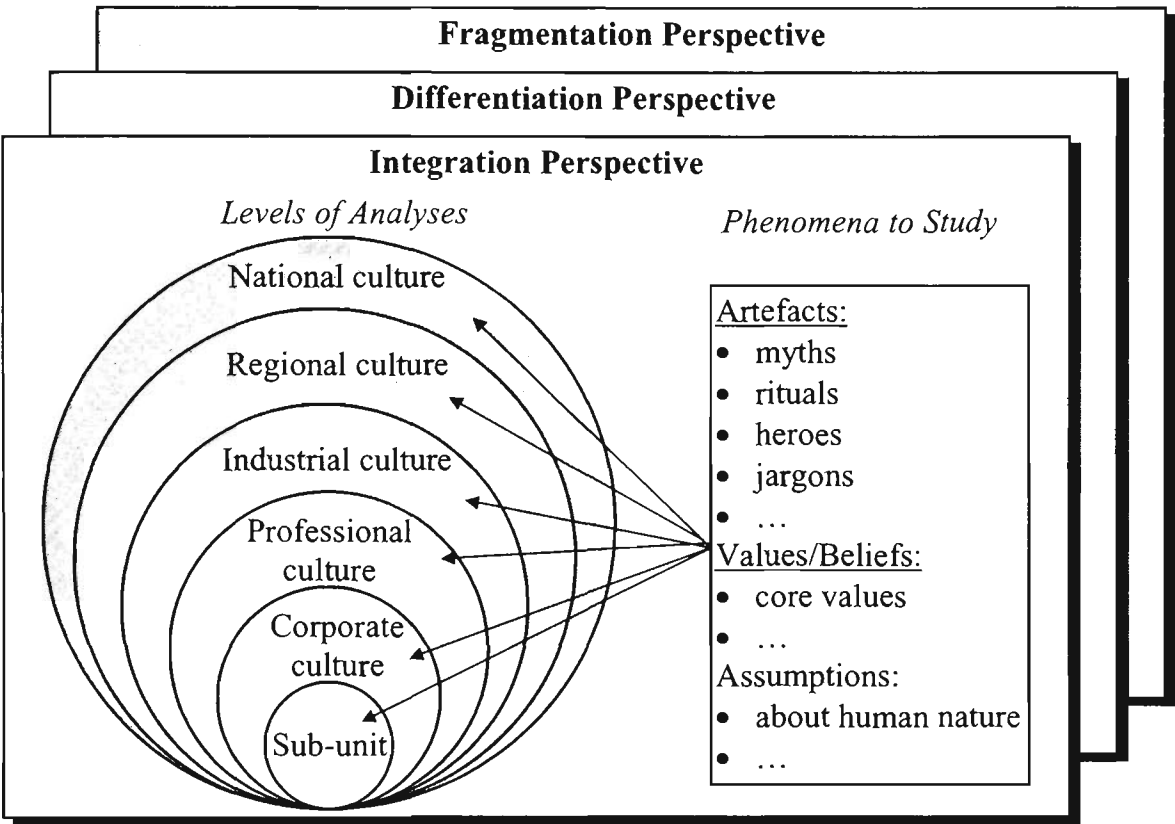 Fragmentation Perspective
Differentiation Perspective
Integration Perspective
Levels of Analyses
National culture
Regional culture
Industrial culture
Professional
culture
Corporate
culture
Sub-unit
Phenomena to Study
Artefacts:
• myths
• rituals
• heroes
• jargons
• ...
Values/Beliefs:
• core values
• ...
Assumptions:
• about human nature
• ...